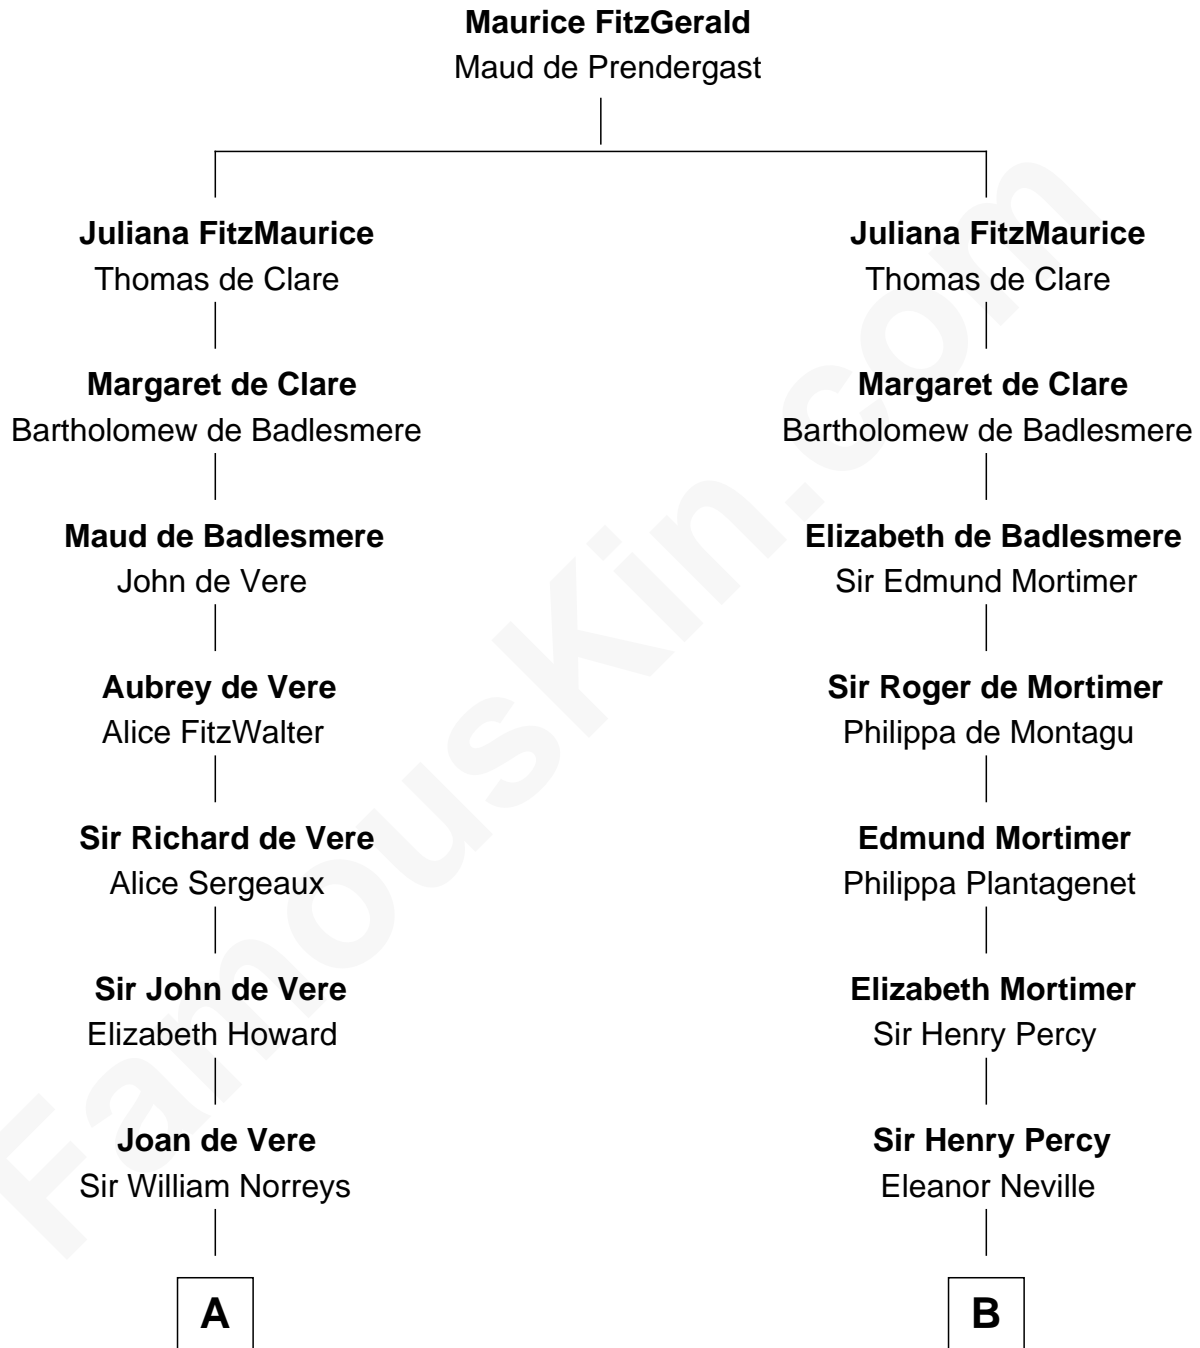 Maurice FitzGerald
Maud de Prendergast
Juliana FitzMaurice
Thomas de Clare
Margaret de Clare
Bartholomew de Badlesmere
Maud de Badlesmere
John de Vere
Aubrey de Vere
Alice FitzWalter
Sir Richard de Vere
Alice Sergeaux
Sir John de Vere
Elizabeth Howard
Joan de Vere
Sir William Norreys
A
Juliana FitzMaurice
Thomas de Clare
Margaret de Clare
Bartholomew de Badlesmere
Elizabeth de Badlesmere
Sir Edmund Mortimer
Sir Roger de Mortimer
Philippa de Montagu
Edmund Mortimer
Philippa Plantagenet
Elizabeth Mortimer
Sir Henry Percy
Sir Henry Percy
Eleanor Neville
B
FamousKin.com